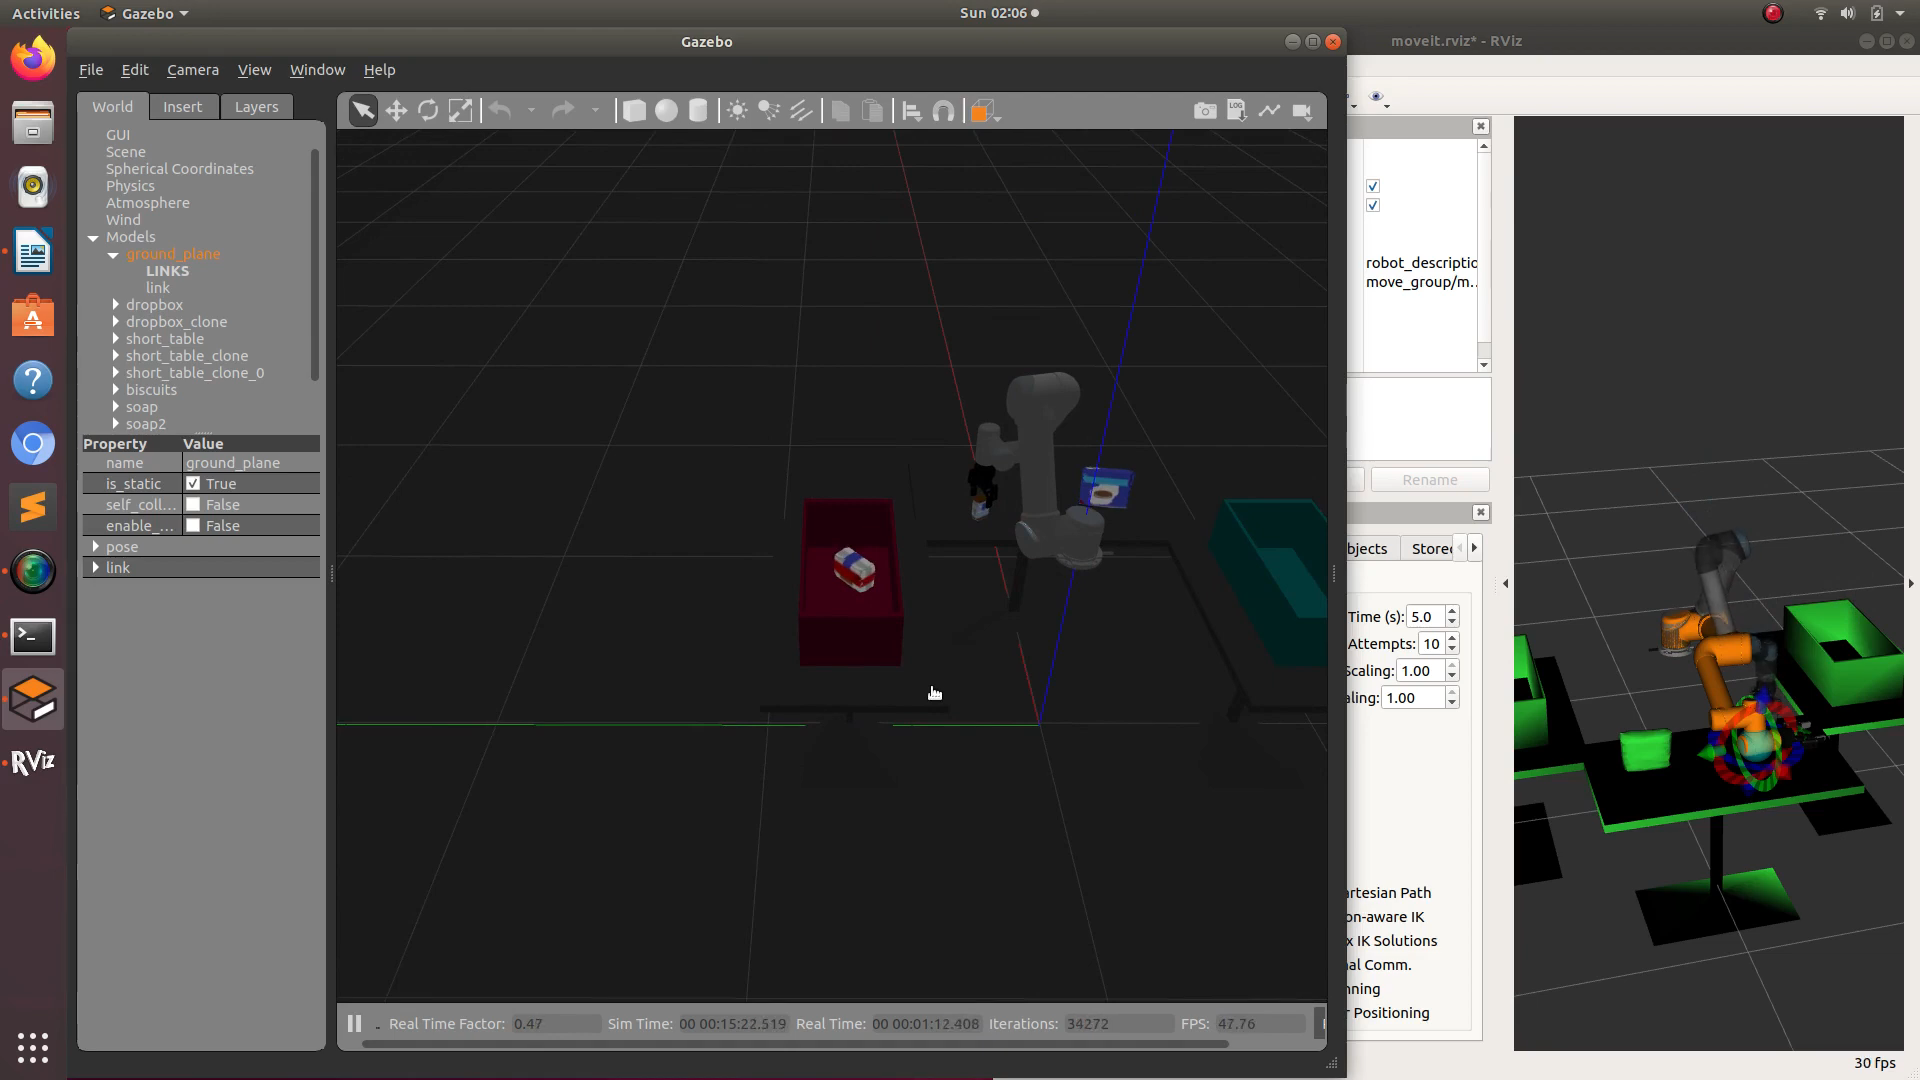 Activities
Gazebo
Sun 02:06
Gazebo
moveit.rviz* - RViz
File Edit Camera View Window Help
World Insert Layers
LOG
GUI
Scene
Spherical Coordinates
Physics
Atmosphere
Wind
Models
ground_plane
LINKS
link
dropbox
dropbox_clone
short_table
short_table_clone
short_table_clone_0
biscuits
soap
soap2
Property Value
name ground_plane
is_static True
self_coll... False
enable_... False
pose
link
robot_descriptio
move_group/m...
Rename
bjects
Store
Time (s): 5.0
Attempts: 10
Scaling: 1.00
aling: 1.00
artesian Path
on-aware IK
x IK Solutions
nal Comm.
nning
r Positioning
RViz
Real Time Factor: 0.47 Sim Time: 00 00:15:22.519 Real Time: 00 00:01:12.408 Iterations: 34272 FPS: 47.76
30 fps